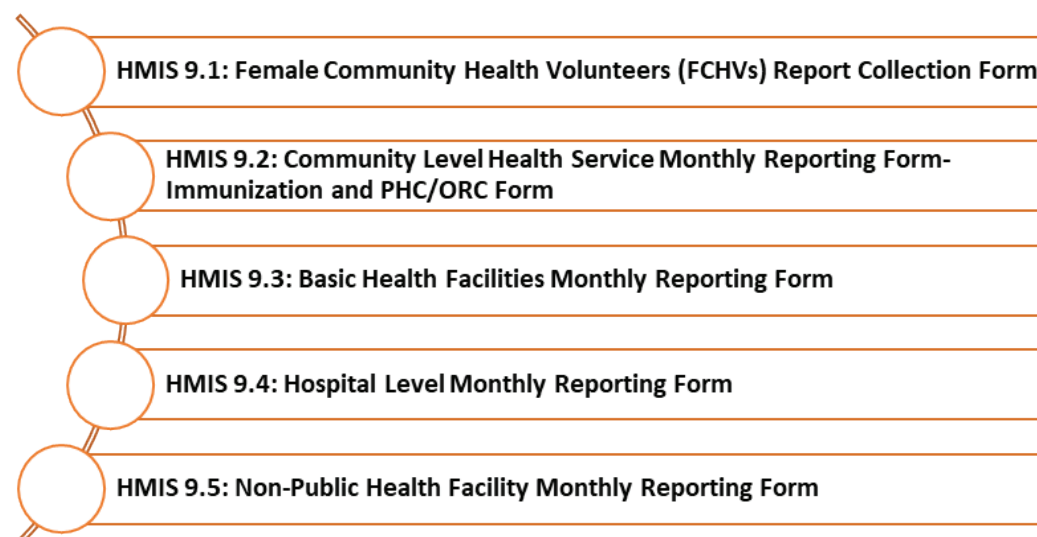 HMIS 9.1: Female Community Health Volunteers (FCHVs) Report Collection Form
HMIS 9.2: Community Level Health Service Monthly Reporting Form-
Immunization and PHC/ORC Form
HMIS 9.3: Basic Health Facilities Monthly Reporting Form
HMIS 9.4: Hospital Level Monthly Reporting Form
HMIS 9.5: Non-Public Health Facility Monthly Reporting Form